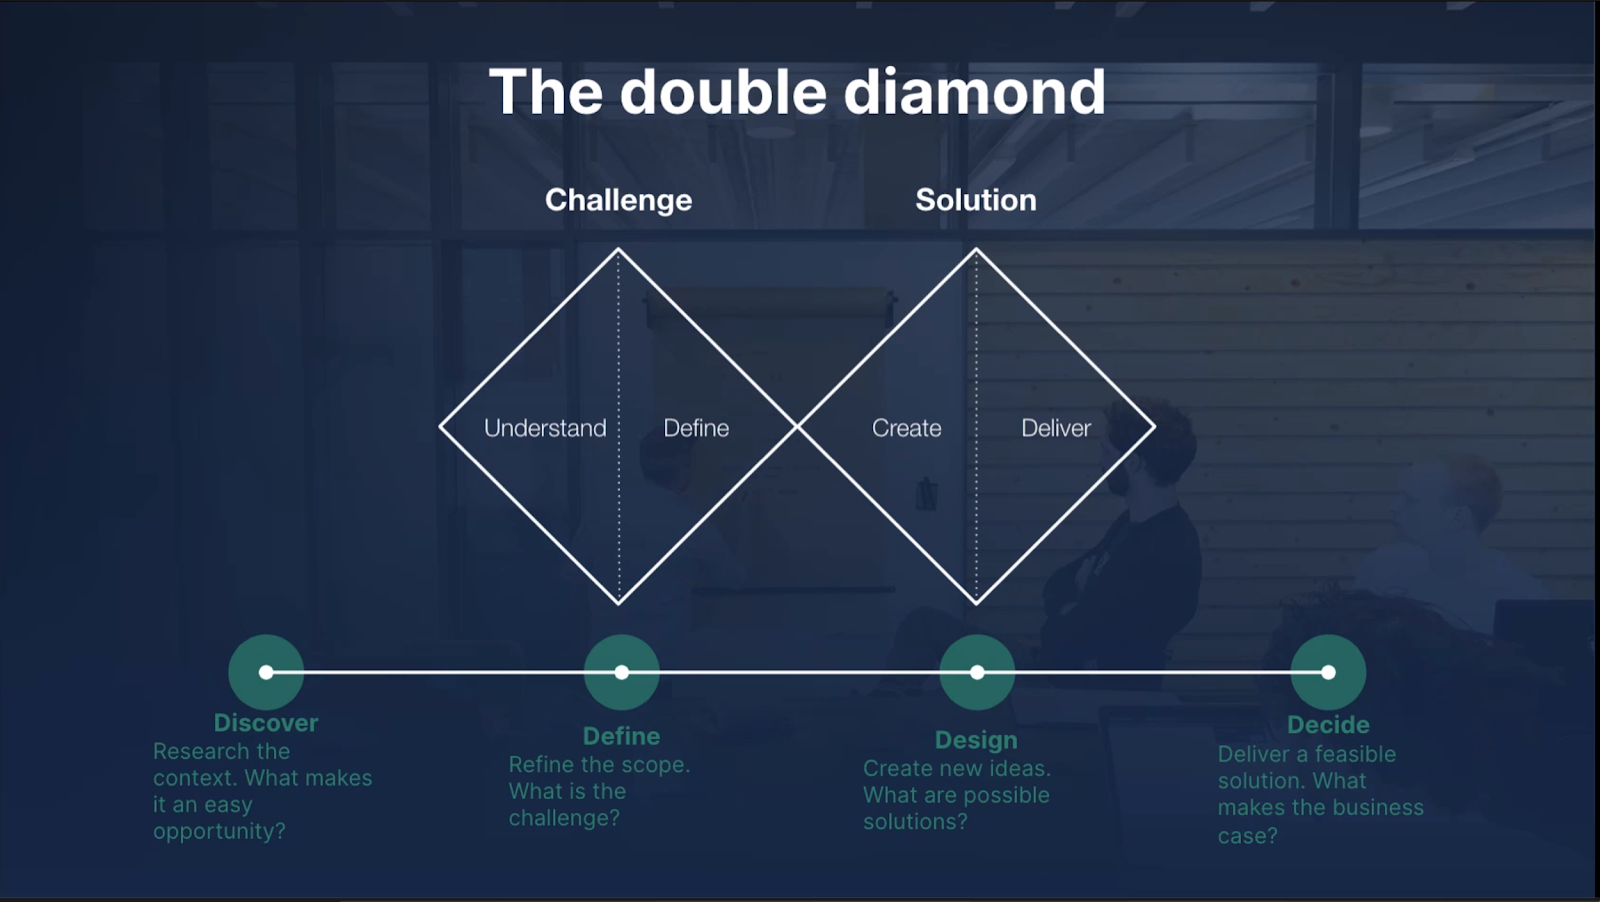 The double diamond
Challenge
Solution
Understand
Define
Create
Deliver
Discover
Research the
context. What makes
it an easy
opportunity?
Define
Refine the scope.
What is the
challenge?
Design
Create new ideas.
What are possible
solutions?
Decide
Deliver a feasible
solution. What
makes the business
case?